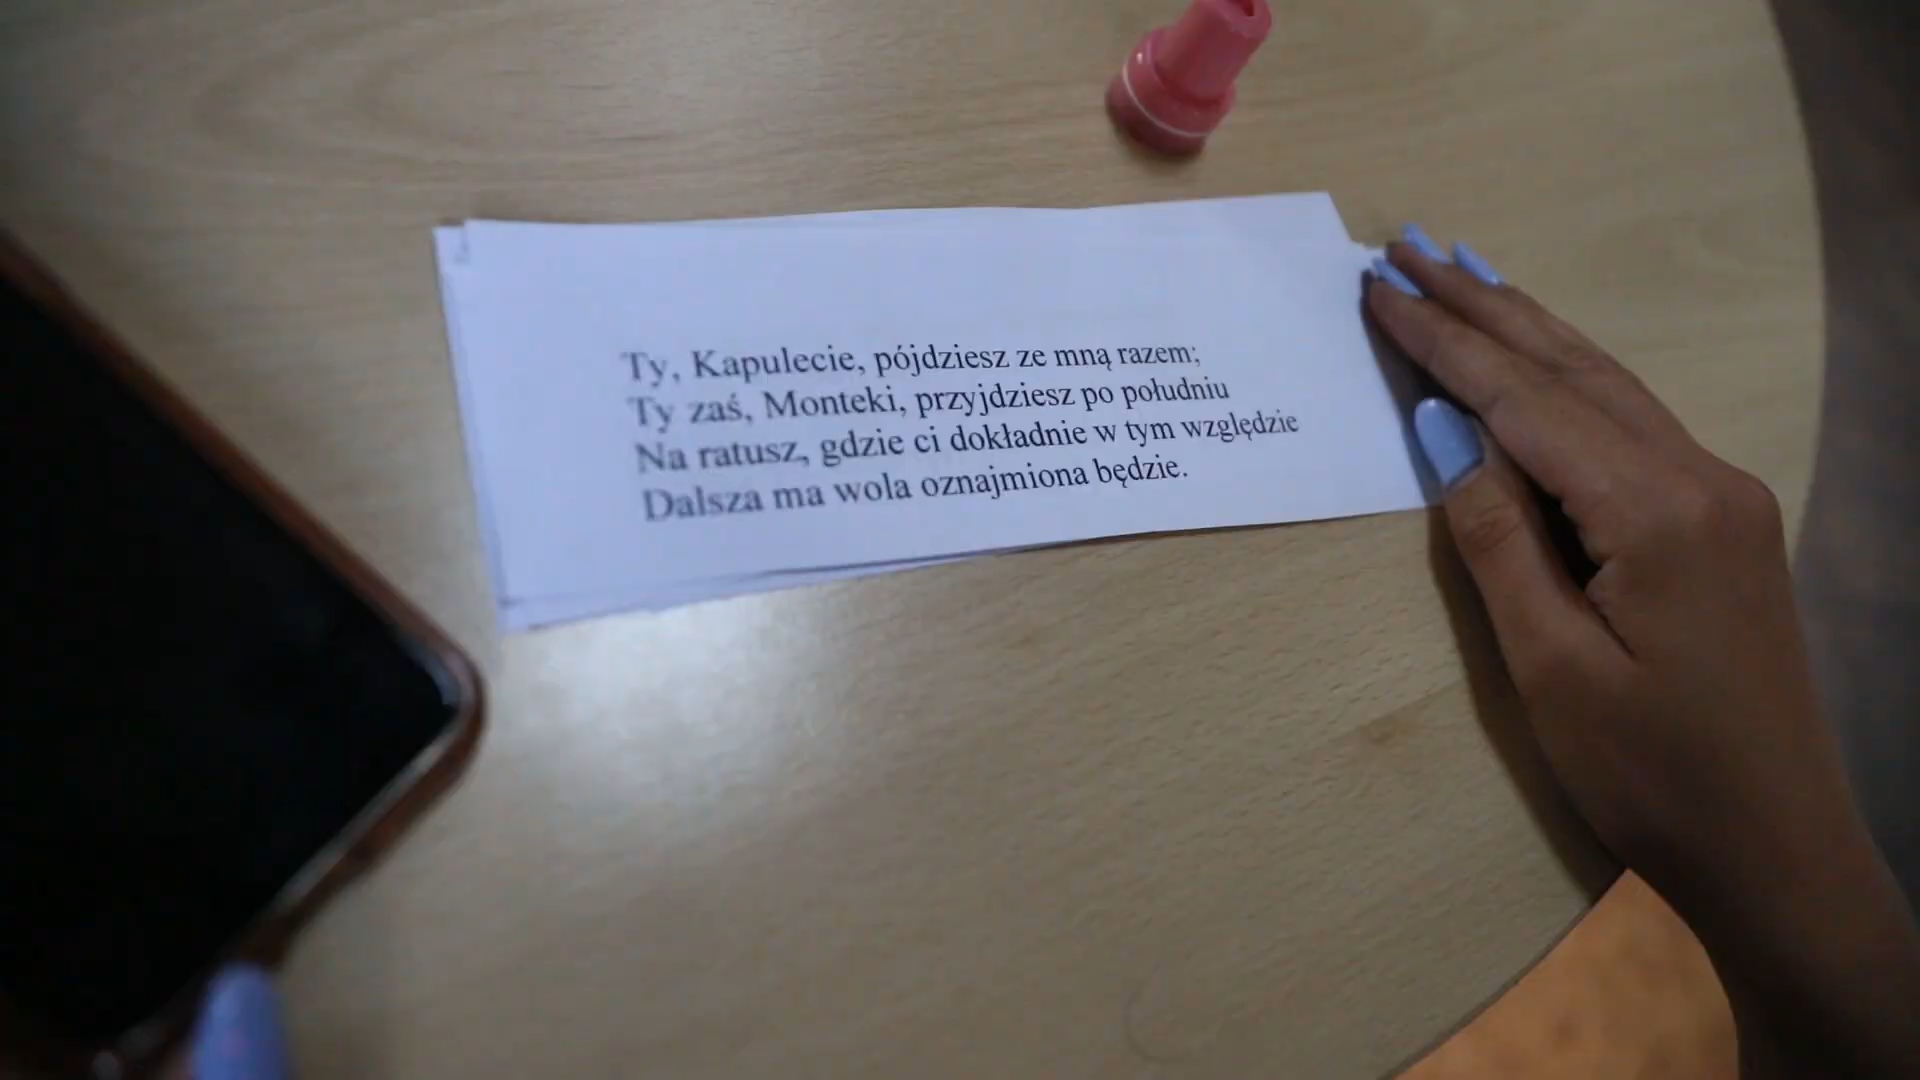 Ty, Kapulecie, pójdziesz ze mną razem;
Ty zaś, Monteki, przyjdziesz po południu
Na ratusz, gdzie ci dokładnie w tym względzie
Dalsza ma wola oznajmiona będzie.